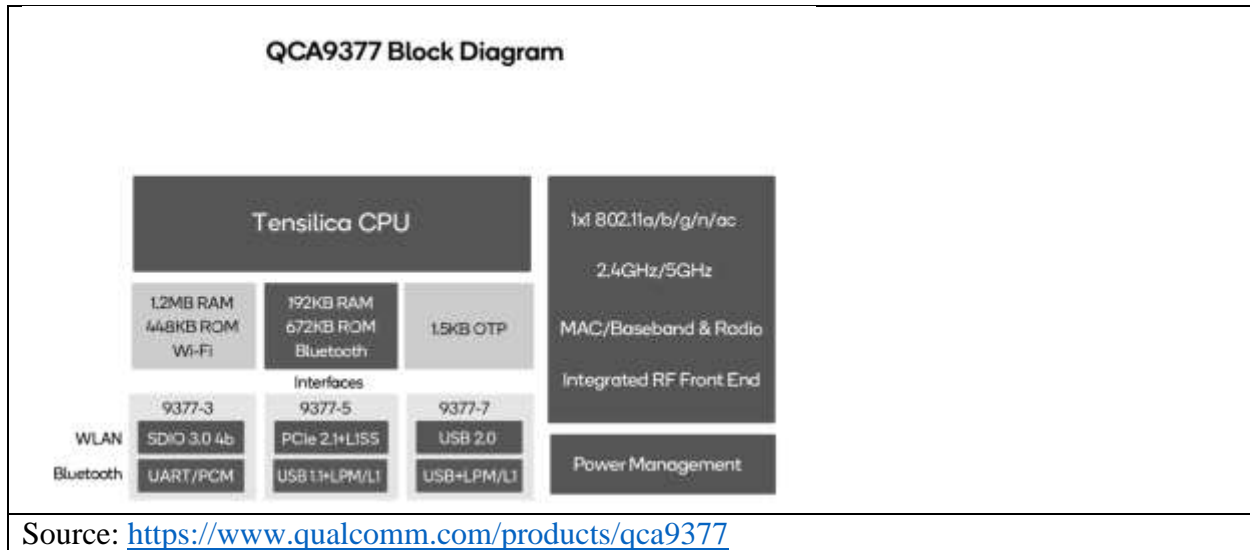 QCA9377 Block Diagram
Tensilica CPU
1x1 802.11a/b/g/n/ac
2.4GHz/5GHz
MAC/Baseband & Radio
Integrated RF Front End
1.2MB RAM
448KB ROM
Wi-Fi
192KB RAM
672KB ROM
Bluetooth
1.5KB OTP
Interfaces
9377-3
9377-5
9377-7
WLAN
SDIO 3.0 4b
PCIe 2.1+L1SS
USB 2.0
Bluetooth
UART/PCM
USB 1.1+LPM/L1
USB+LPM/L1
Power Management
Source: https://www.qualcomm.com/products/qca9377